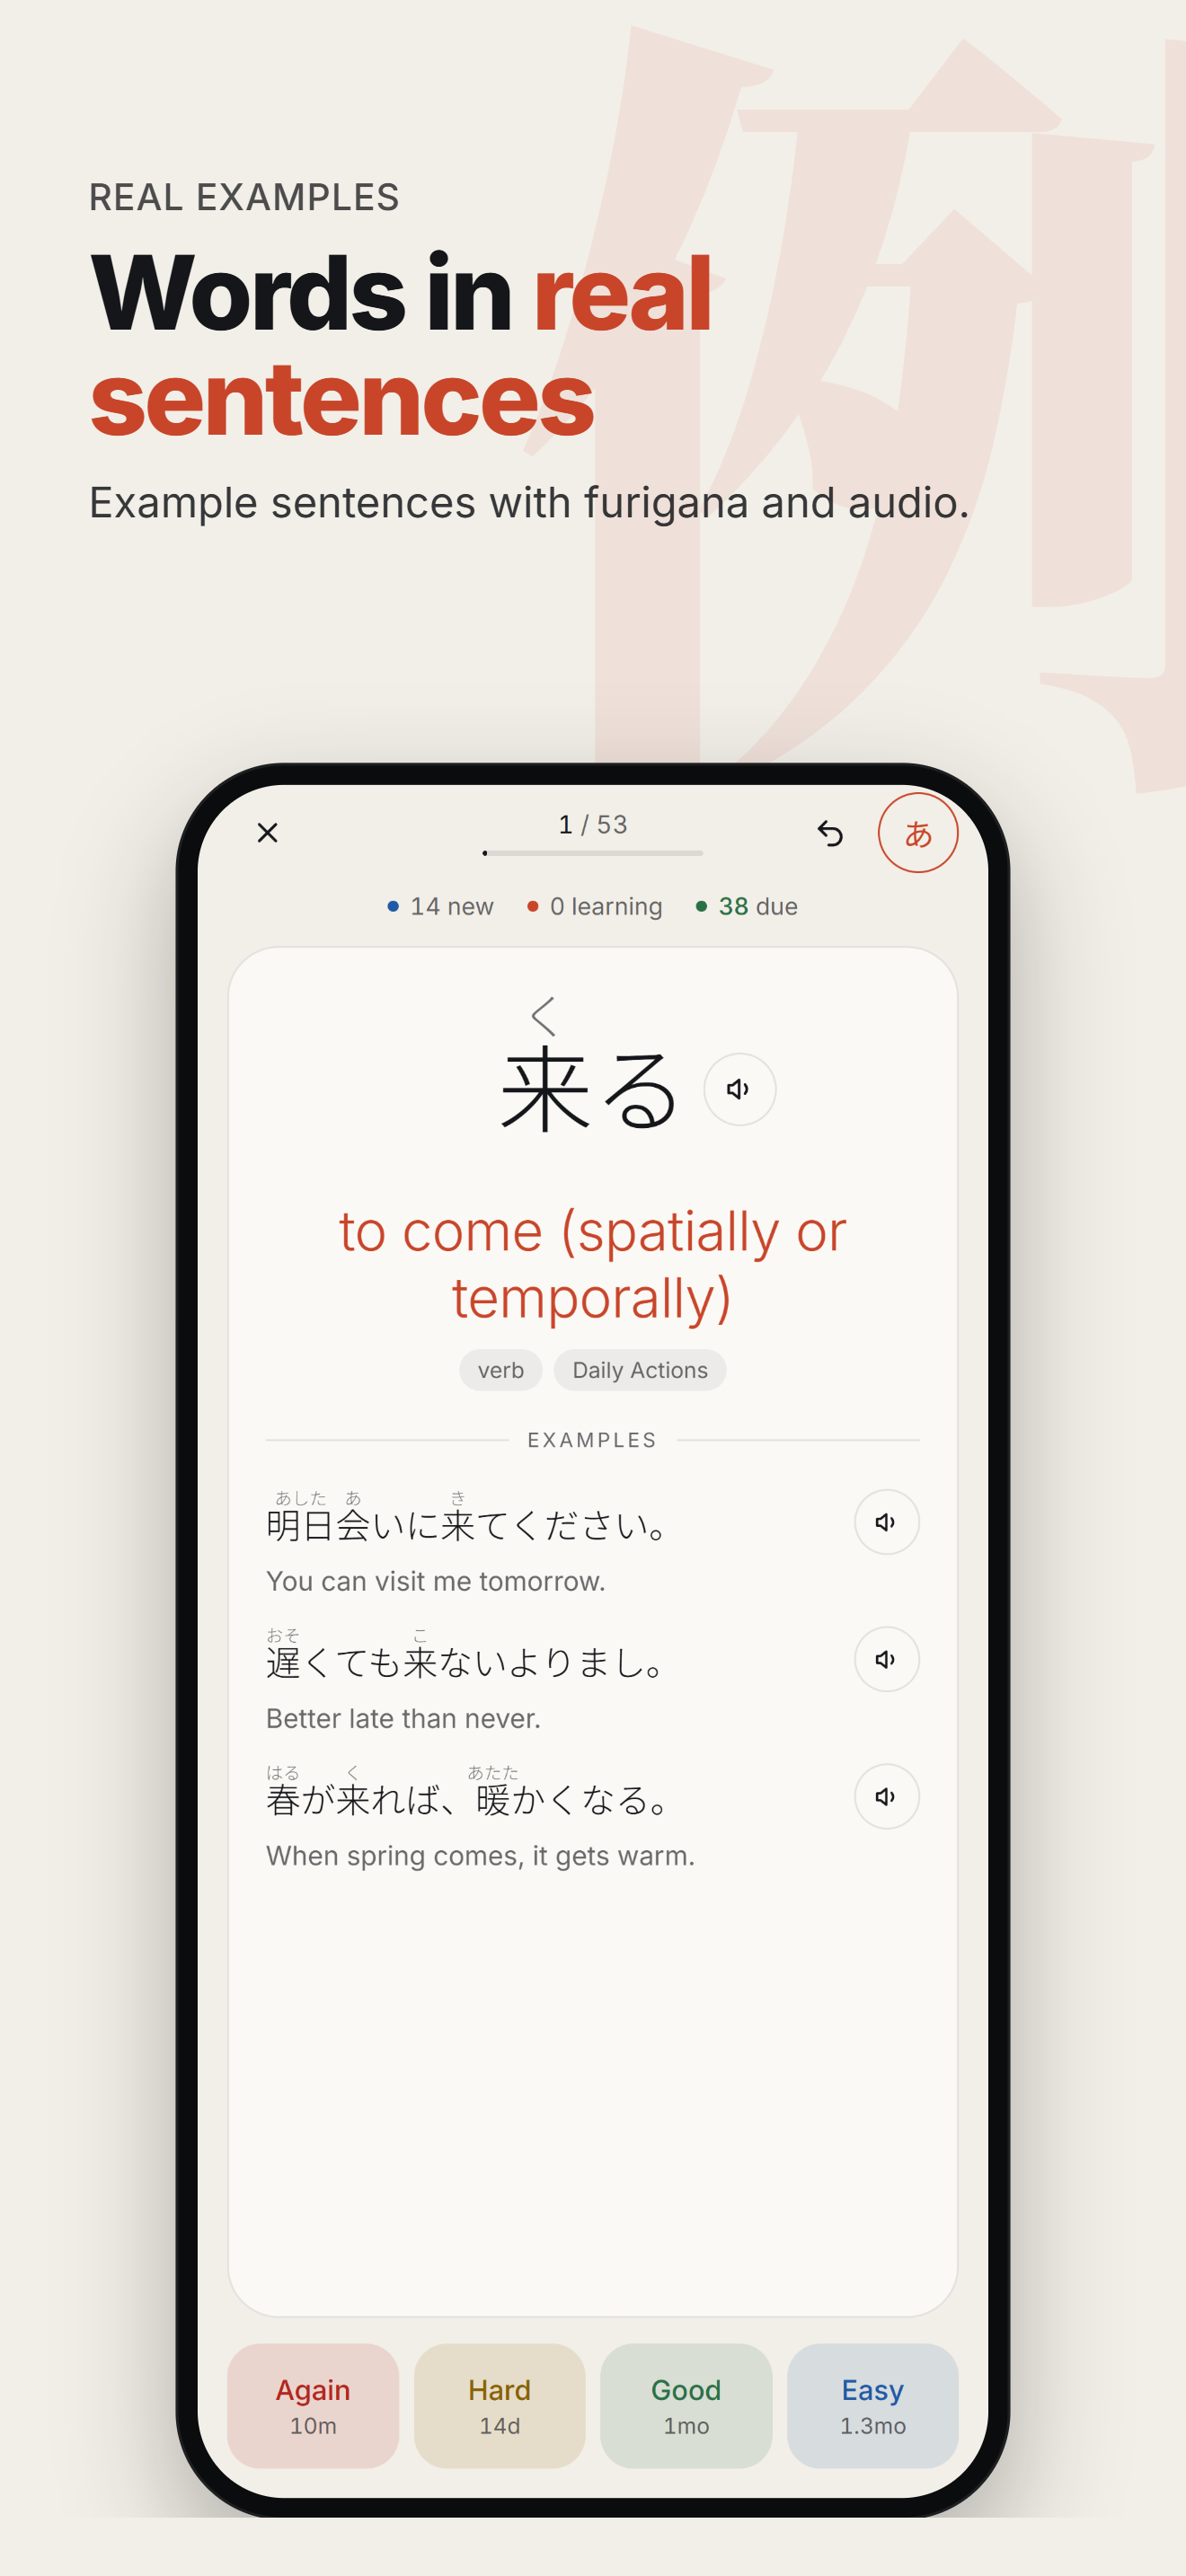 例
REAL EXAMPLES
Words in real
sentences
Example sentences with furigana and audio.
1 / 53
あ
14 new 0 learning 38 due
く
来る
to come (spatially or
temporally)
verb Daily Actions
EXAMPLES
あした あ き
明日会いに来てください。
You can visit me tomorrow.
おそ こ
遅くても来ないよりまし。
Better late than never.
はる く あたた
春が来れば、暖かくなる。
When spring comes, it gets warm.
Again Hard Good Easy
10m 14d 1mo 1.3mo